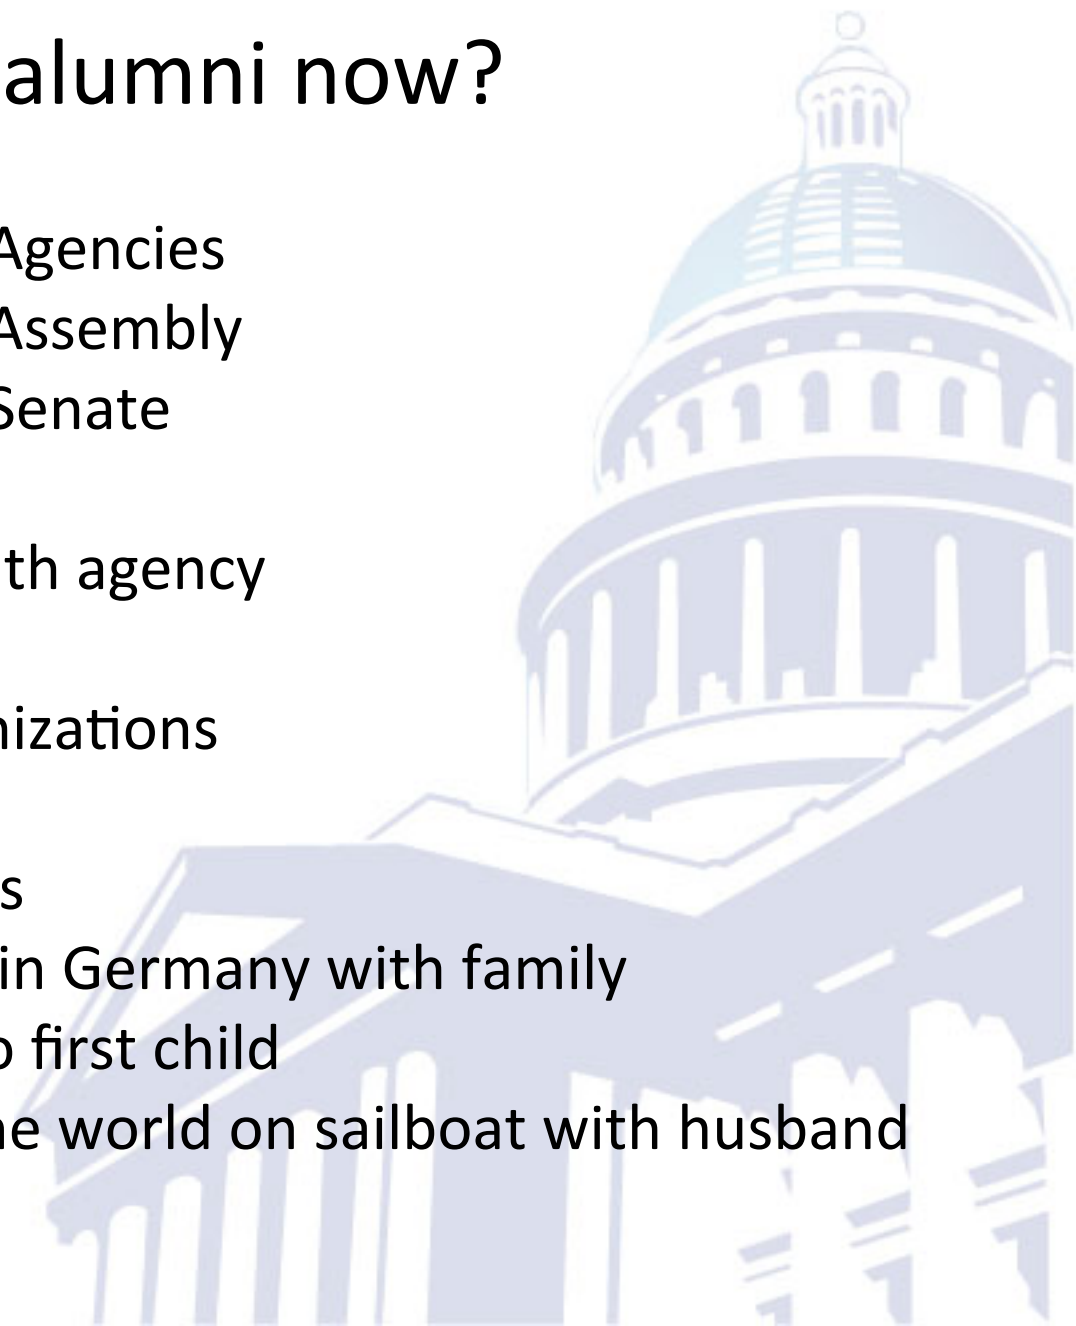 alumni now?
Agencies
Assembly
Senate
th agency
nizations
s
in Germany with family
o first child
he world on sailboat with husband